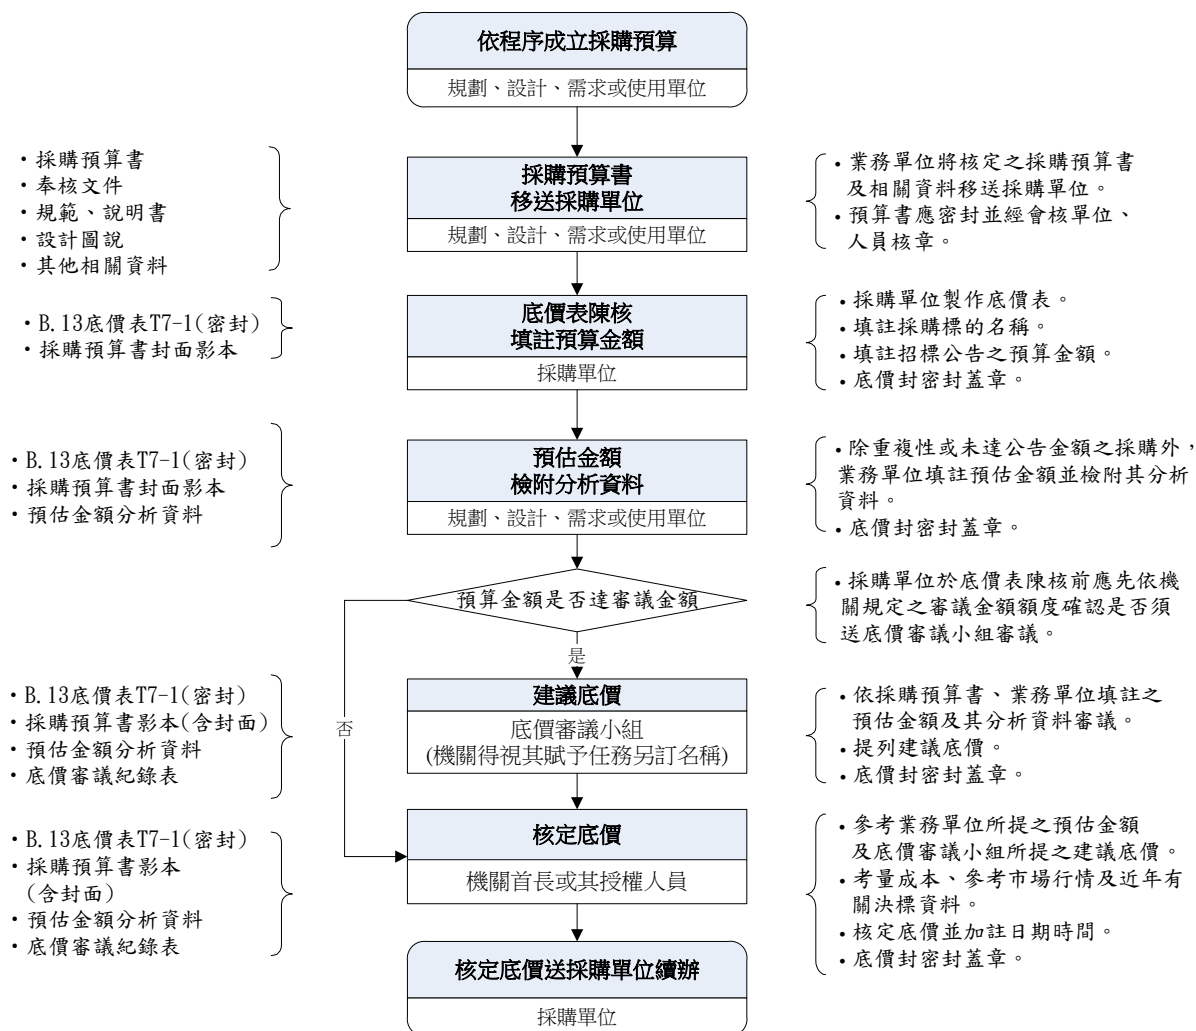 依程序成立採購預算
規劃、設計、需求或使用單位
・採購預算書
・奉核文件
・規範、說明書
・設計圖說
・其他相關資料
採購預算書
移送採購單位
規劃、設計、需求或使用單位
・業務單位將核定之採購預算書
及相關資料移送採購單位。
・預算書應密封並經會核單位、
人員核章。
・B.13底價表T7-1(密封)
・採購預算書封面影本
底價表陳核
填註預算金額
採購單位
・採購單位製作底價表。
・填註採購標的名稱。
・填註招標公告之預算金額。
・底價封密封蓋章。
・B.13底價表T7-1(密封)
・採購預算書封面影本
・預估金額分析資料
預估金額
檢附分析資料
規劃、設計、需求或使用單位
・除重複性或未達公告金額之採購外，
業務單位填註預估金額並檢附其分析
資料。
・底價封密封蓋章。
預算金額是否達審議金額
・採購單位於底價表陳核前應先依機
關規定之審議金額額度確認是否須
送底價審議小組審議。
是
否
・B.13底價表T7-1(密封)
・採購預算書影本(含封面)
・預估金額分析資料
・底價審議紀錄表
建議底價
底價審議小組
(機關得視其賦予任務另訂名稱)
・依採購預算書、業務單位填註之
預估金額及其分析資料審議。
・提列建議底價。
・底價封密封蓋章。
・B.13底價表T7-1(密封)
・採購預算書影本
(含封面)
・預估金額分析資料
・底價審議紀錄表
核定底價
機關首長或其授權人員
・參考業務單位所提之預估金額
及底價審議小組所提之建議底價。
・考量成本、參考市場行情及近年有
關決標資料。
・核定底價並加註日期時間。
・底價封密封蓋章。
核定底價送採購單位續辦
採購單位